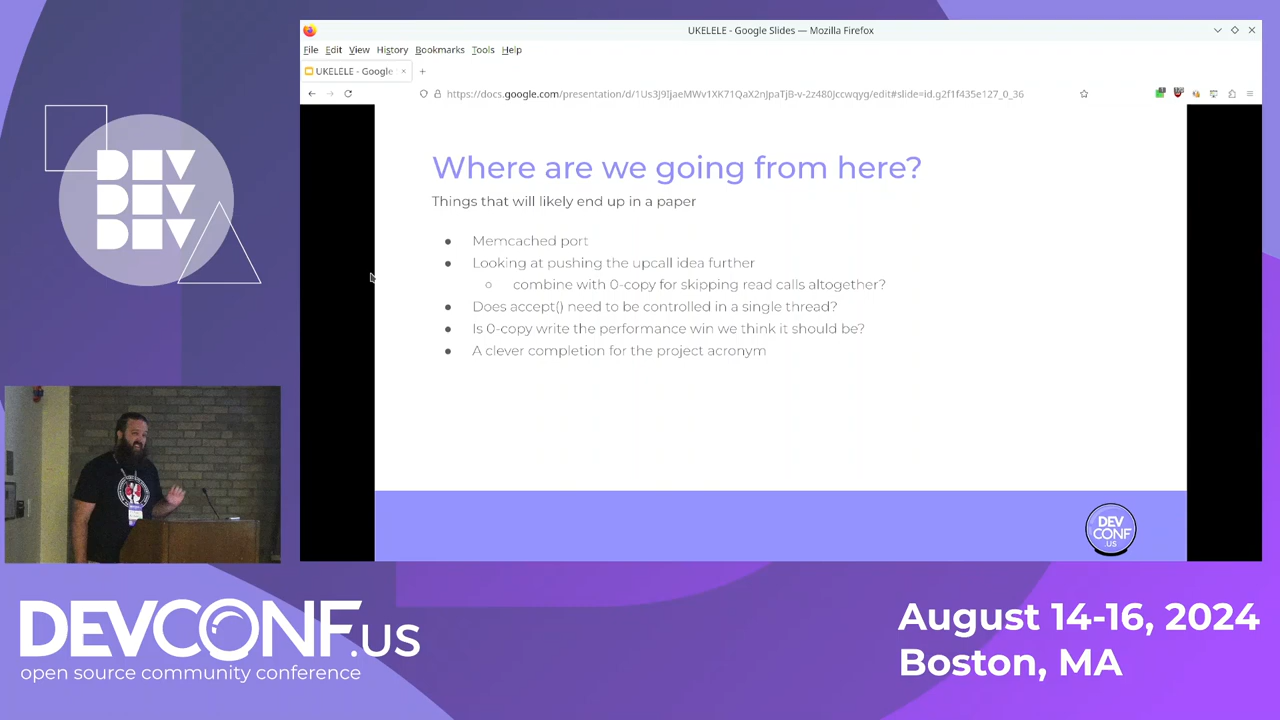 UKELELE - Google Slides — Mozilla Firefox
File Edit View History Bookmarks Tools Help
UKELELE - Google
https://docs.google.com/presentation/d/1Us3J9IjaeMWv1XK71QaX2nJpaTjB-v-2z480Jccwqyg/edit#slide=id.g2f1f435e127_0_36
DEV
DEV
DEV
Where are we going from here?
Things that will likely end up in a paper
Memcached port
Looking at pushing the upcall idea further
combine with 0-copy for skipping read calls altogether?
Does accept() need to be controlled in a single thread?
Is 0-copy write the performance win we think it should be?
A clever completion for the project acronym
DEV
CONF
.US
DEVCONF.US
open source community conference
August 14-16, 2024
Boston, MA